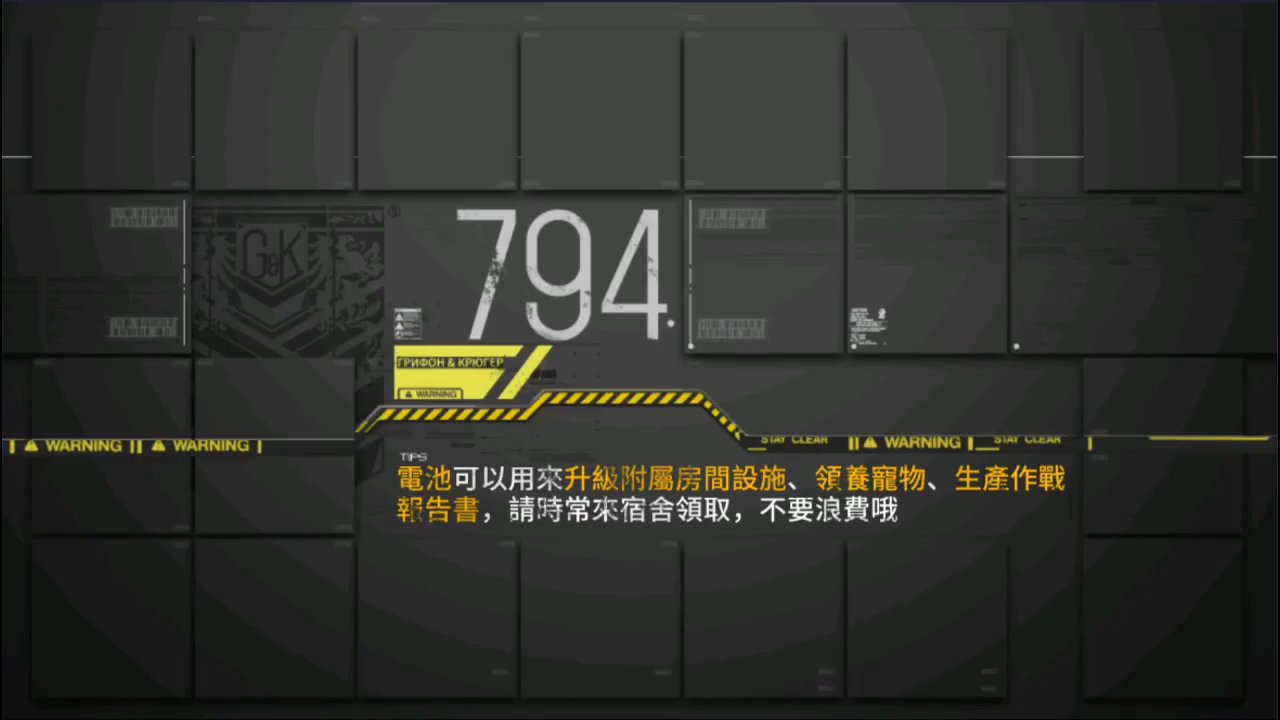 G&K
794.
ГРИФОН & КРЮГЕР
WARNING
WARNING
WARNING
STAY CLEAR
WARNING
STAY CLEAR
TIPS
電池可以用來升級附屬房間設施、領養寵物、生產作戰
報告書，請時常來宿舍領取，不要浪費哦